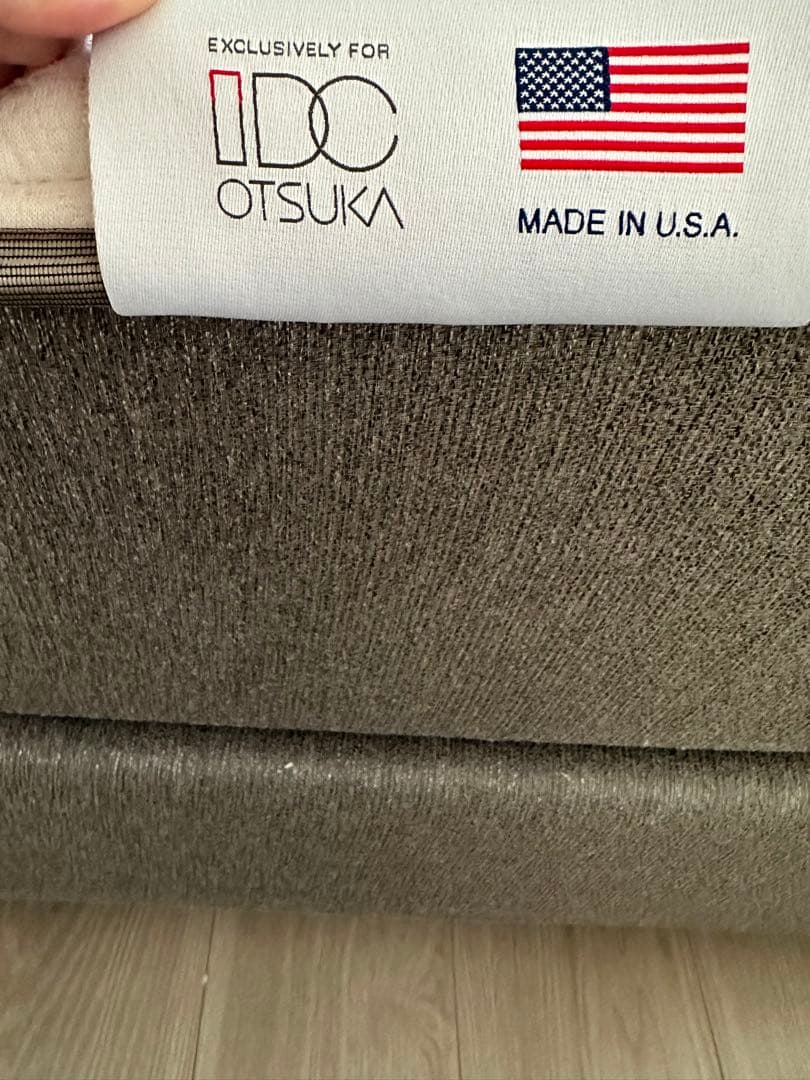 EXCLUSIVELY FOR
IDC
OTSUKA
MADE IN U.S.A.